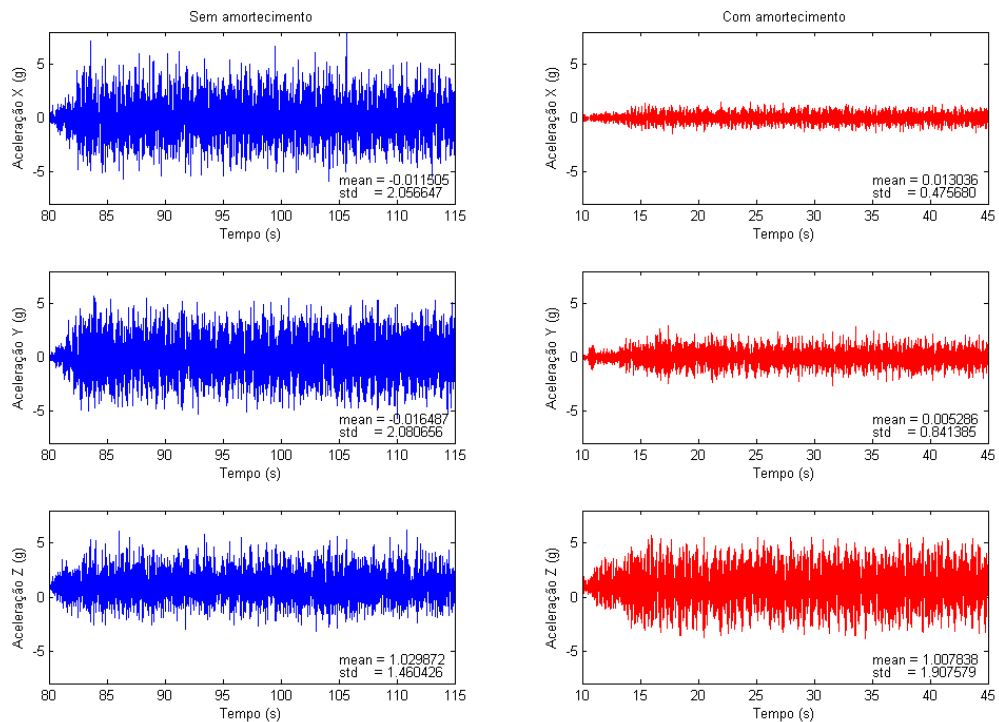 Sem amortecimento
Aceleração X (g)
5
0
-5
mean = -0.011505
std = 2.056647
80 85 90 95 100 105 110 115
Tempo (s)
Com amortecimento
Aceleração X (g)
5
0
-5
mean = 0.013036
std = 0.475680
10 15 20 25 30 35 40 45
Tempo (s)
Aceleração Y (g)
5
0
-5
mean = -0.016487
std = 2.080656
80 85 90 95 100 105 110 115
Tempo (s)
Aceleração Y (g)
5
0
-5
mean = 0.005286
std = 0.841385
10 15 20 25 30 35 40 45
Tempo (s)
Aceleração Z (g)
5
0
-5
mean = 1.029872
std = 1.460426
80 85 90 95 100 105 110 115
Tempo (s)
Aceleração Z (g)
5
0
-5
mean = 1.007838
std = 1.907579
10 15 20 25 30 35 40 45
Tempo (s)